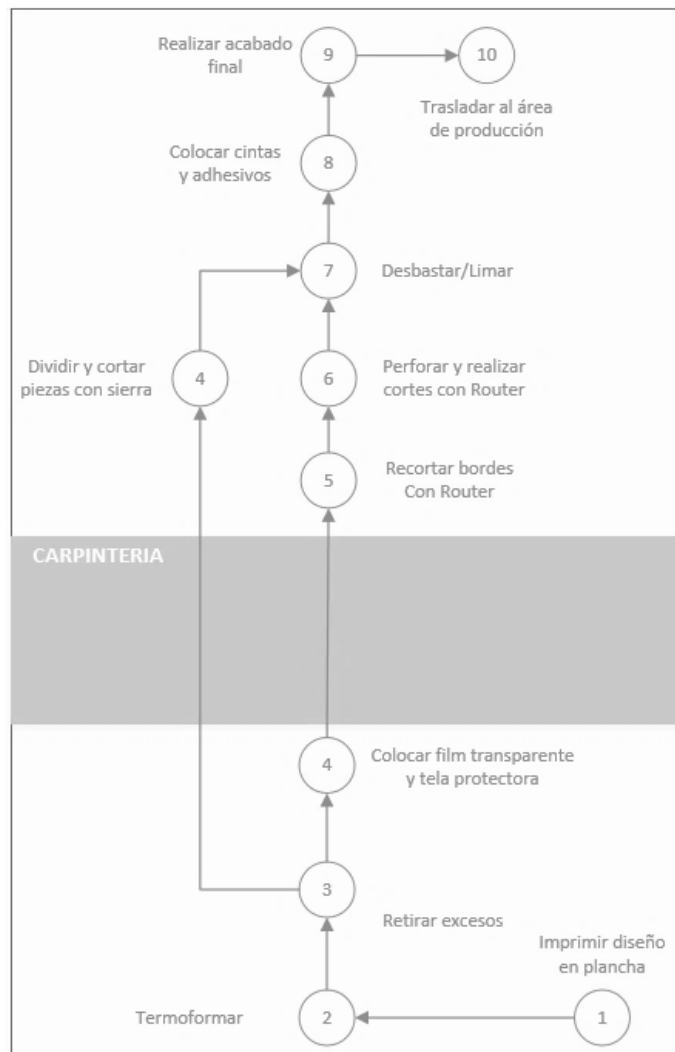 Realizar acabado
final
9
10
Trasladar al área
de producción
Colocar cintas
y adhesivos
8
7
Desbastar/Limar
Dividir y cortar
piezas con sierra
4
6
Perforar y realizar
cortes con Router
5
Recortar bordes
Con Router
CARPINTERIA
4
Colocar film transparente
y tela protectora
3
Retirar excesos
Imprimir diseño
en plancha
Termoformar
2
1